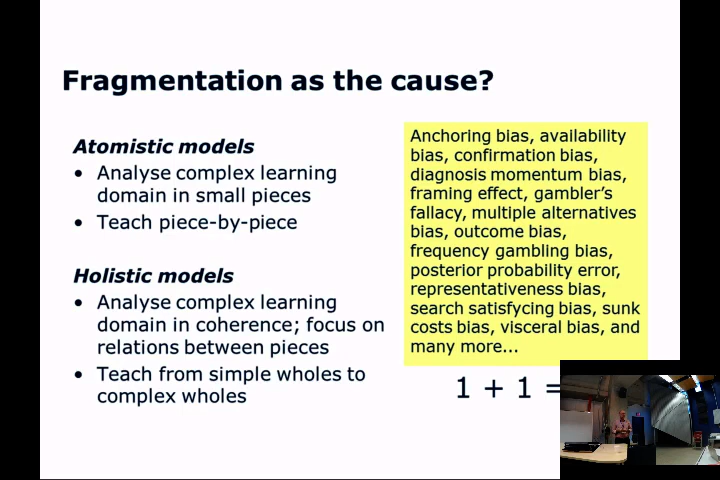 Fragmentation as the cause?
Atomistic models
• Analyse complex learning
domain in small pieces
• Teach piece-by-piece
Holistic models
• Analyse complex learning
domain in coherence; focus on
relations between pieces
• Teach from simple wholes to
complex wholes
Anchoring bias, availability
bias, confirmation bias,
diagnosis momentum bias,
framing effect, gambler's
fallacy, multiple alternatives
bias, outcome bias,
frequency gambling bias,
posterior probability error,
representativeness bias,
search satisfycing bias, sunk
costs bias, visceral bias, and
many more...
1 + 1 =